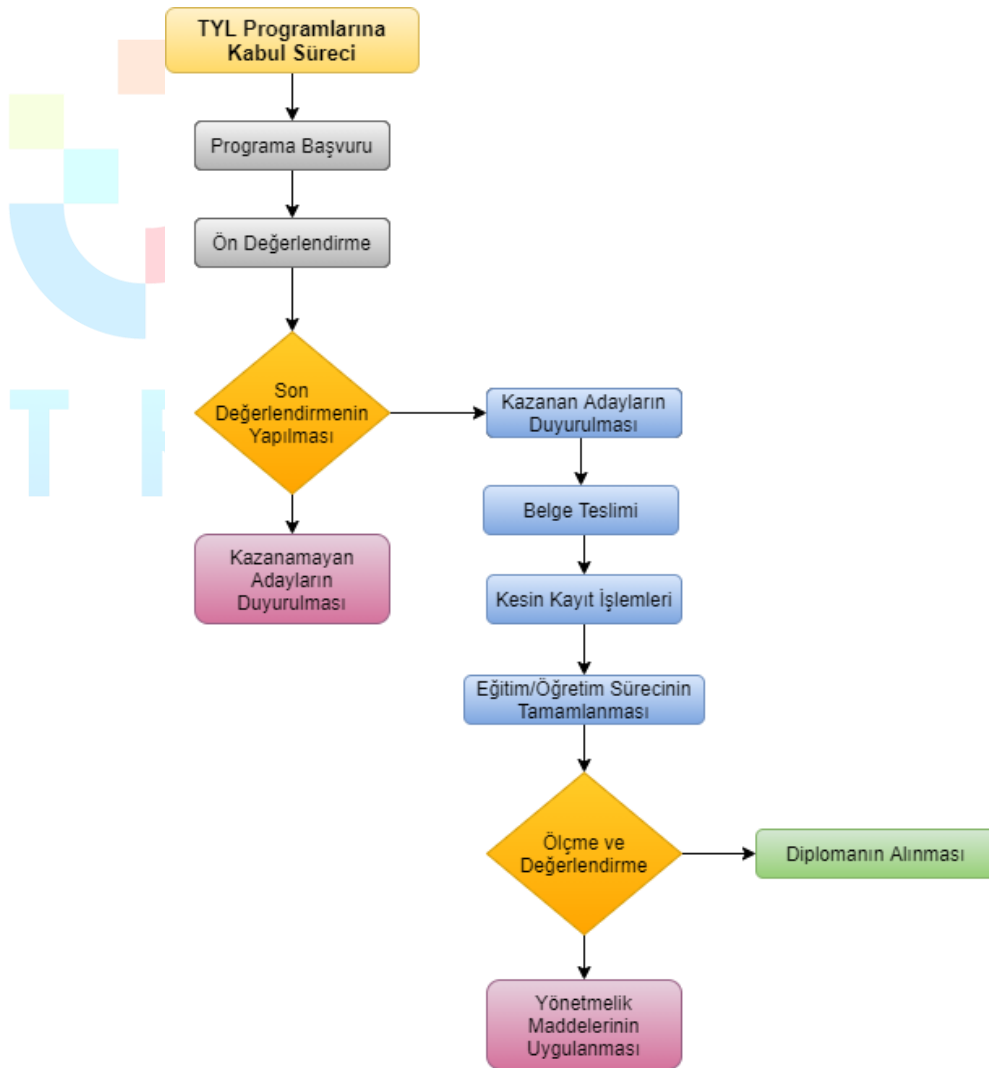 TYL Programlarına
Kabul Süreci
Programa Başvuru
Ön Değerlendirme
Son
Değerlendirmenin
Yapılması
Kazanan Adayların
Duyurulması
Belge Teslimi
Kazanamayan
Adayların
Duyurulması
Kesin Kayıt İşlemleri
Eğitim/Öğretim Sürecinin
Tamamlanması
Ölçme ve
Değerlendirme
Diplomanın Alınması
Yönetmelik
Maddelerinin
Uygulanması